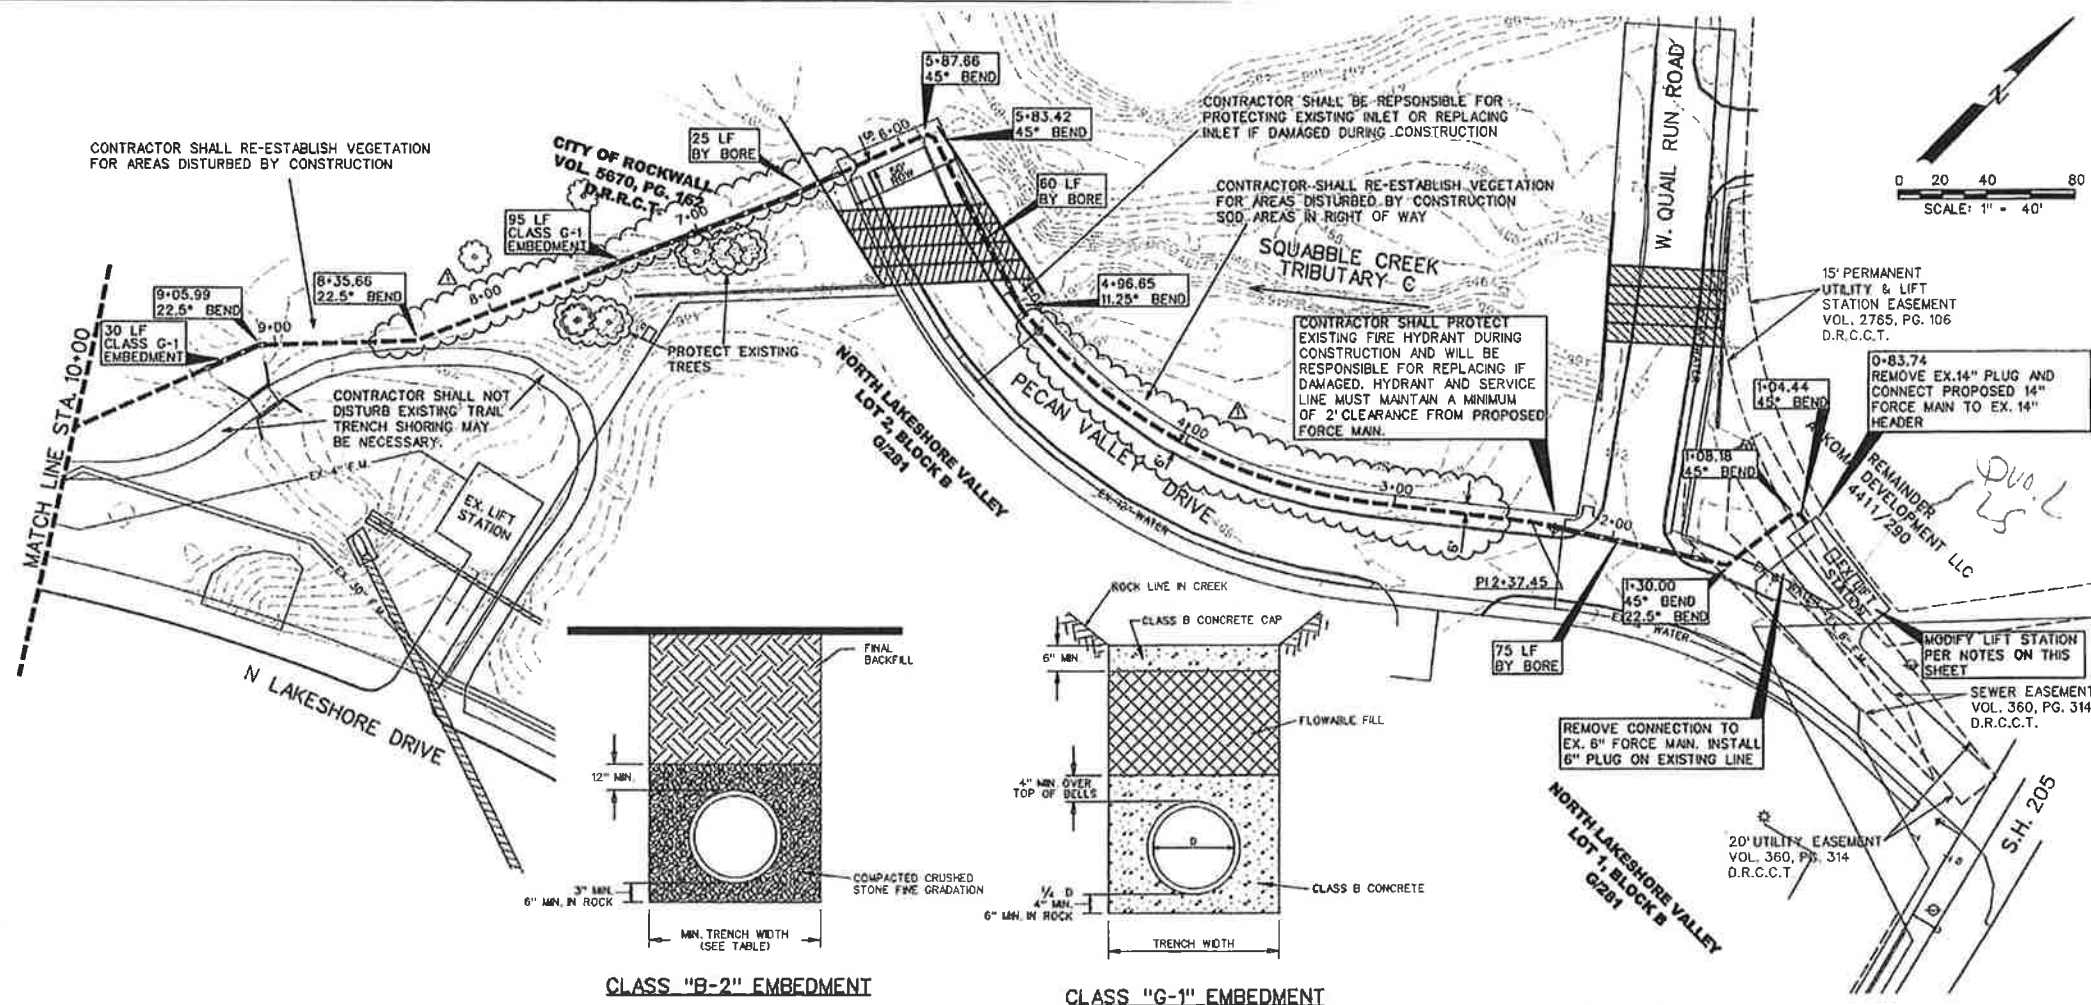 CONTRACTOR SHALL RE-ESTABLISH VEGETATION
FOR AREAS DISTURBED BY CONSTRUCTION
CITY OF ROCKWALL
VOL. 5670, PG. 162
D.R.R.C.T.
25 LF
BY BORE
5+87.66
45° BEND
5+83.42
45° BEND
6+00
60'
ROW
60 LF
BY BORE
CONTRACTOR SHALL BE REPSONSIBLE FOR
PROTECTING EXISTING INLET OR REPLACING
INLET IF DAMAGED DURING CONSTRUCTION
CONTRACTOR SHALL RE-ESTABLISH VEGETATION
FOR AREAS DISTURBED BY CONSTRUCTION
SOD AREAS IN RIGHT OF WAY
W. QUAIL RUN ROAD
N
0 20 40 80
SCALE: 1" = 40'
95 LF
CLASS G-1
EMBEDMENT
7+00
8+35.66
22.5° BEND
8+00
9+05.99
22.5° BEND
9+00
30 LF
CLASS G-1
EMBEDMENT
MATCH LINE STA. 10+00
PROTECT EXISTING
TREES
CONTRACTOR SHALL NOT
DISTURB EXISTING TRAIL
TRENCH SHORING MAY
BE NECESSARY.
EX. 4" F.M.
EX. LIFT
STATION
EX. 30" F.M.
N LAKESHORE DRIVE
4+96.65
11.25° BEND
SQUABBLE CREEK
TRIBUTARY C
CONTRACTOR SHALL PROTECT
EXISTING FIRE HYDRANT DURING
CONSTRUCTION AND WILL BE
RESPONSIBLE FOR REPLACING IF
DAMAGED. HYDRANT AND SERVICE
LINE MUST MAINTAIN A MINIMUM
OF 2' CLEARANCE FROM PROPOSED
FORCE MAIN.
15' PERMANENT
UTILITY & LIFT
STATION EASEMENT
VOL. 2765, PG. 106
D.R.C.C.T.
0+83.74
REMOVE EX.14" PLUG AND
CONNECT PROPOSED 14"
FORCE MAIN TO EX. 14"
HEADER
1+04.44
45° BEND
1+08.18
45° BEND
REMAINDER
DEVELOPMENT LLC
4411/290
NORTH LAKESHORE VALLEY
LOT 2, BLOCK B
G/281
PECAN VALLEY DRIVE
4+00
6'
3+00
6'
2+00
EX. 12" WATER
WATER
PI 2+37.45
1+30.00
45° BEND
22.5° BEND
WATER
75 LF
BY BORE
EX. LIFT
STATION
MODIFY LIFT STATION
PER NOTES ON THIS
SHEET
SEWER EASEMENT
VOL. 360, PG. 314
D.R.C.C.T.
REMOVE CONNECTION TO
EX. 6" FORCE MAIN. INSTALL
6" PLUG ON EXISTING LINE
NORTH LAKESHORE VALLEY
LOT 1, BLOCK B
G/281
20' UTILITY EASEMENT
VOL. 360, PG. 314
D.R.C.C.T.
S.H. 205
FINAL
BACKFILL
12" MIN.
3" MIN.
6" MIN. IN ROCK
COMPACTED CRUSHED
STONE FINE GRADATION
MIN. TRENCH WIDTH
(SEE TABLE)
CLASS "B-2" EMBEDMENT
ROCK LINE IN CREEK
CLASS B CONCRETE CAP
6" MIN
FLOWABLE FILL
4" MIN. OVER
TOP OF BELLS
D
1/4 D
4" MIN.
6" MIN. IN ROCK
CLASS B CONCRETE
TRENCH WIDTH
CLASS "G-1" EMBEDMENT